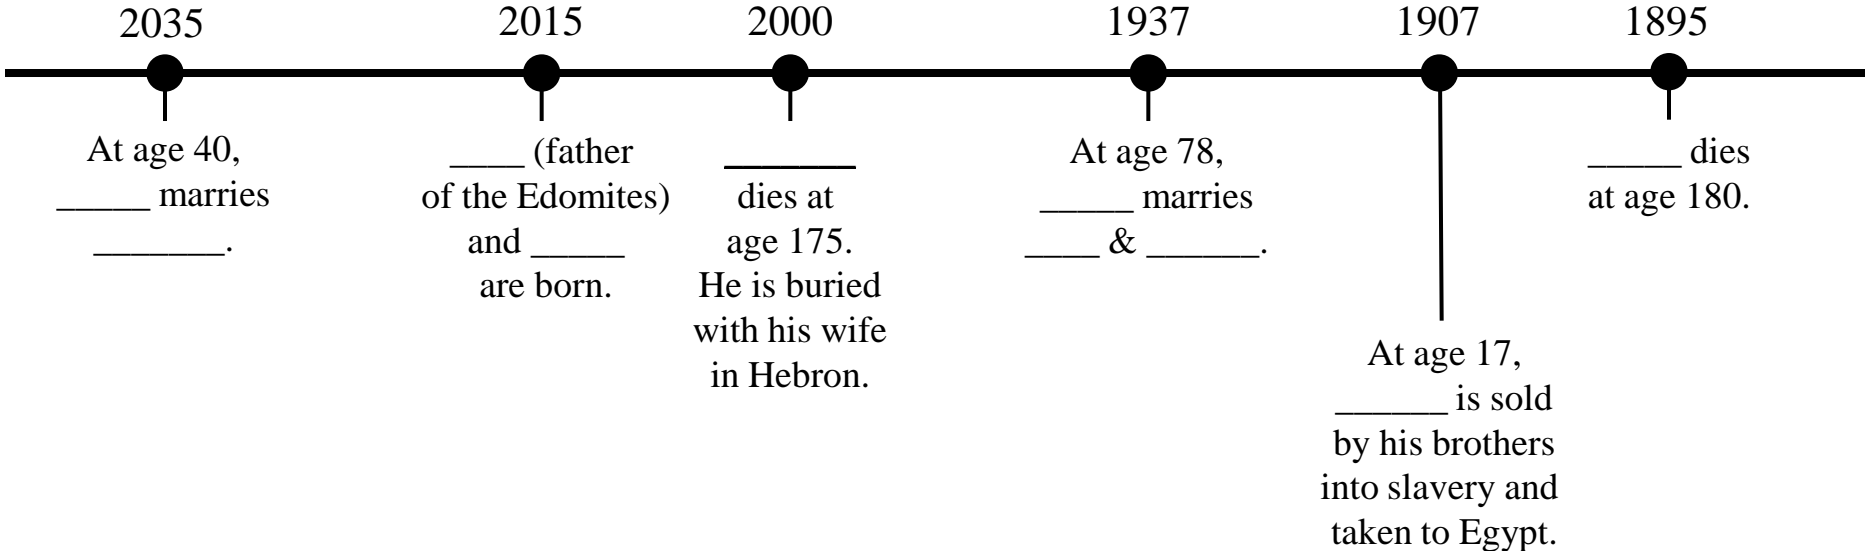 2035
2015
2000
1937
1907
1895
At age 40,
_____ marries
_______.
____ (father
of the Edomites)
and _____
are born.
_______
dies at
age 175.
He is buried
with his wife
in Hebron.
At age 78,
_____ marries
____ & ______.
At age 17,
______ is sold
by his brothers
into slavery and
taken to Egypt.
_____ dies
at age 180.